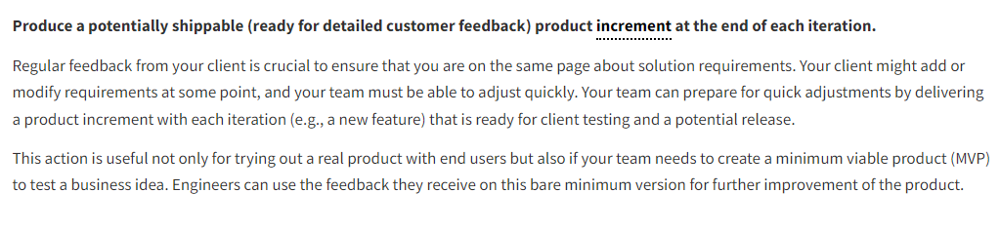 Produce a potentially shippable (ready for detailed customer feedback) product increment at the end of each iteration.
Regular feedback from your client is crucial to ensure that you are on the same page about solution requirements. Your client might add or
modify requirements at some point, and your team must be able to adjust quickly. Your team can prepare for quick adjustments by delivering
a product increment with each iteration (e.g., a new feature) that is ready for client testing and a potential release.
This action is useful not only for trying out a real product with end users but also if your team needs to create a minimum viable product (MVP)
to test a business idea. Engineers can use the feedback they receive on this bare minimum version for further improvement of the product.